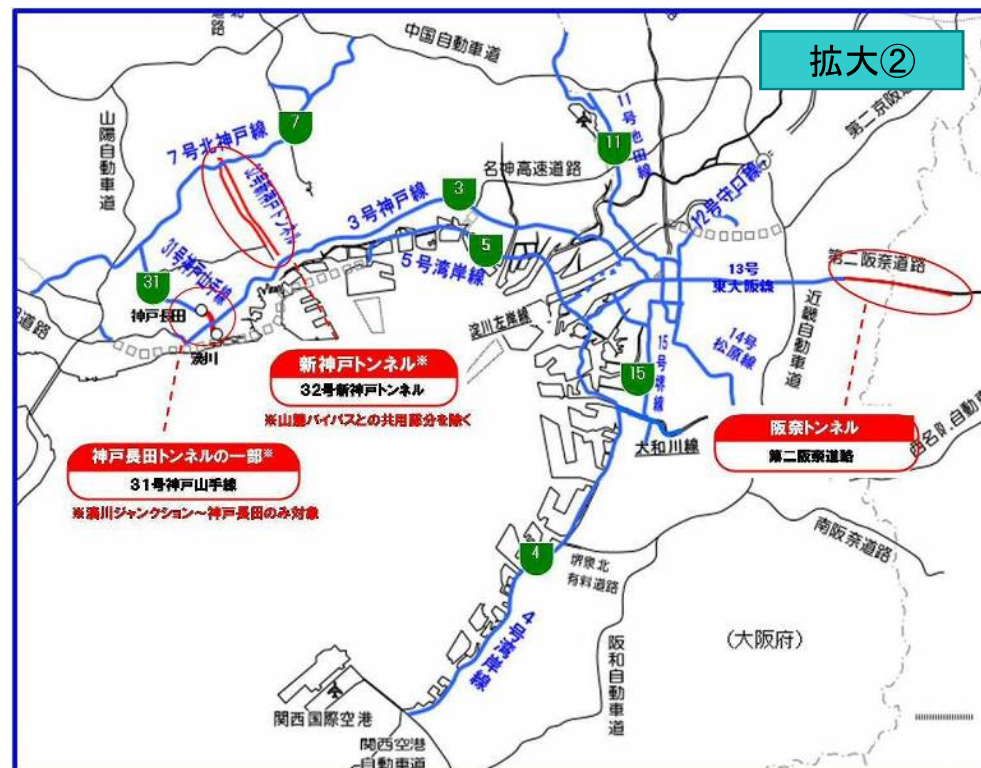 拡大②
中国自動車道
山陽自動車道
7号北神戸線
7
32号新神戸トンネル
11号池田線
11
名神高速道路
第二京阪道路
3号神戸線
3
5号湾岸線
5
12号守口線
13号
東大阪線
第二阪奈道路
31
31号神戸山手線
神戸長田
湊川
淀川左岸線
14号
松原線
15号堺線
15
近畿自動車道
新神戸トンネル※
32号新神戸トンネル
※山麓バイパスとの共用部分を除く
阪奈トンネル
第二阪奈道路
大和川線
神戸長田トンネルの一部※
31号神戸山手線
※湊川ジャンクション～神戸長田のみ対象
南阪奈道路
4
堺泉北
有料道路
4号湾岸線
阪和自動車道
(大阪府)
関西国際空港
関西空港
自動車道